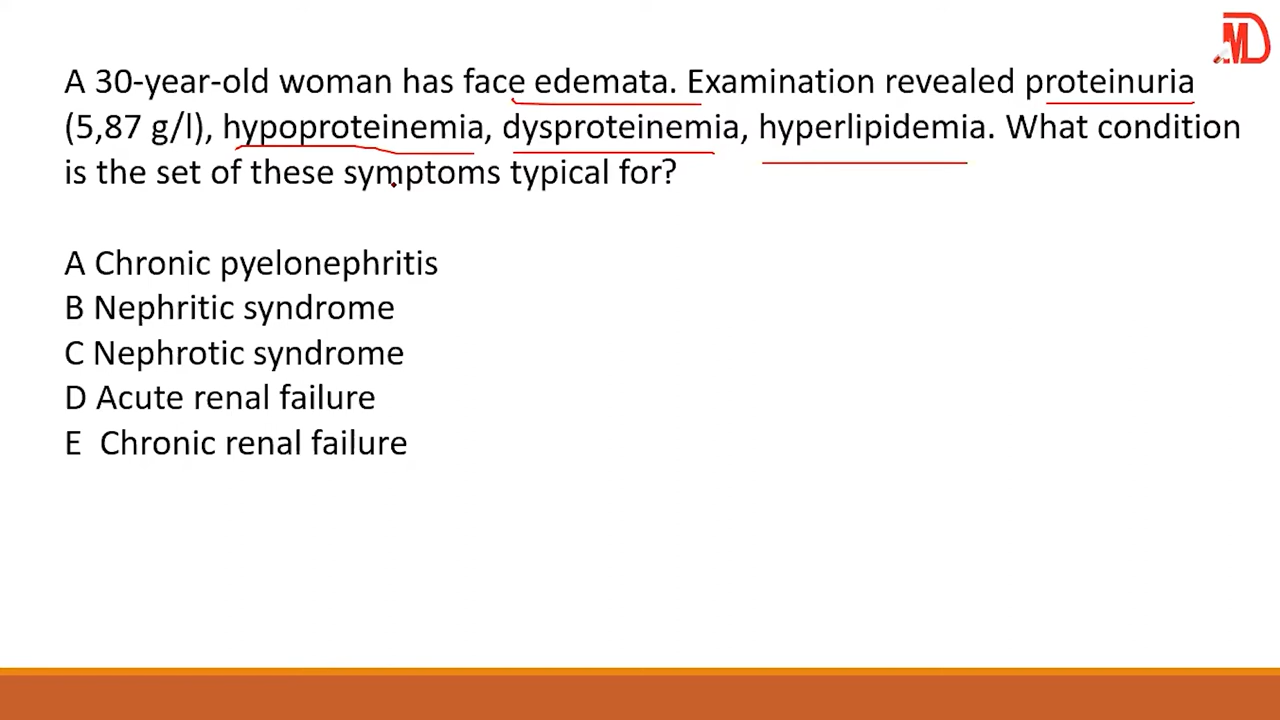 MD
A 30-year-old woman has face edemata. Examination revealed proteinuria
(5,87 g/l), hypoproteinemia, dysproteinemia, hyperlipidemia. What condition
is the set of these symptoms typical for?
A Chronic pyelonephritis
B Nephritic syndrome
C Nephrotic syndrome
D Acute renal failure
E Chronic renal failure